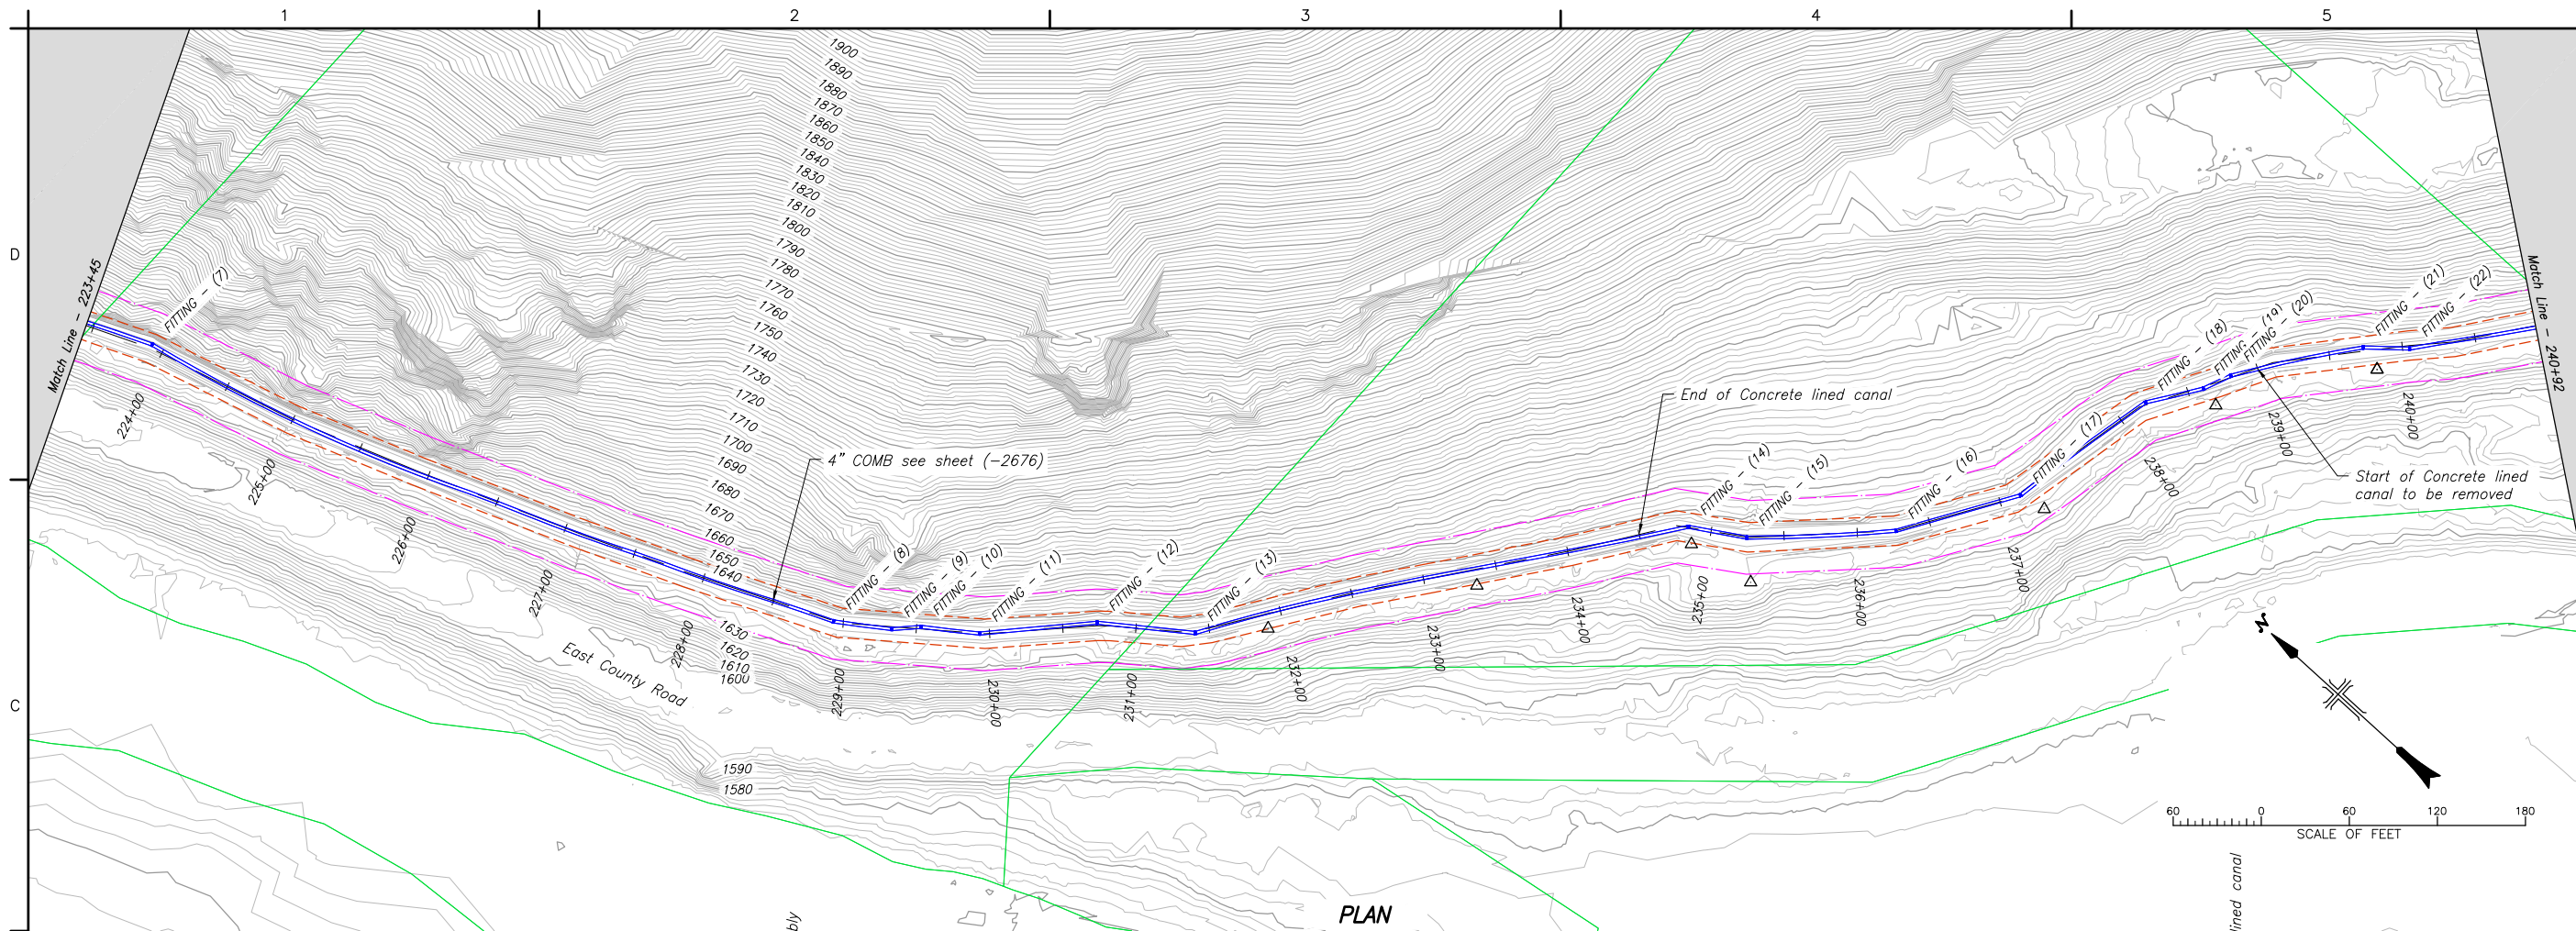 1
2
3
4
5
D
C
Match Line - 223+45
FITTING - (7)
224+00
225+00
226+00
227+00
228+00
229+00
230+00
231+00
232+00
233+00
234+00
235+00
236+00
237+00
238+00
239+00
240+00
1900
1890
1880
1870
1860
1850
1840
1830
1820
1810
1800
1790
1780
1770
1760
1750
1740
1730
1720
1710
1700
1690
1680
1670
1660
1650
1640
1630
1620
1610
1600
1590
1580
4" COMB see sheet (-2676)
East County Road
FITTING - (8)
FITTING - (9)
FITTING - (10)
FITTING - (11)
FITTING - (12)
FITTING - (13)
End of Concrete lined canal
FITTING - (14)
FITTING - (15)
FITTING - (16)
FITTING - (17)
FITTING - (18)
FITTING - (19)
FITTING - (20)
FITTING - (21)
FITTING - (22)
Match Line - 240+92
Start of Concrete lined
canal to be removed
N
60 0 60 120 180
SCALE OF FEET
PLAN
bly
lined canal